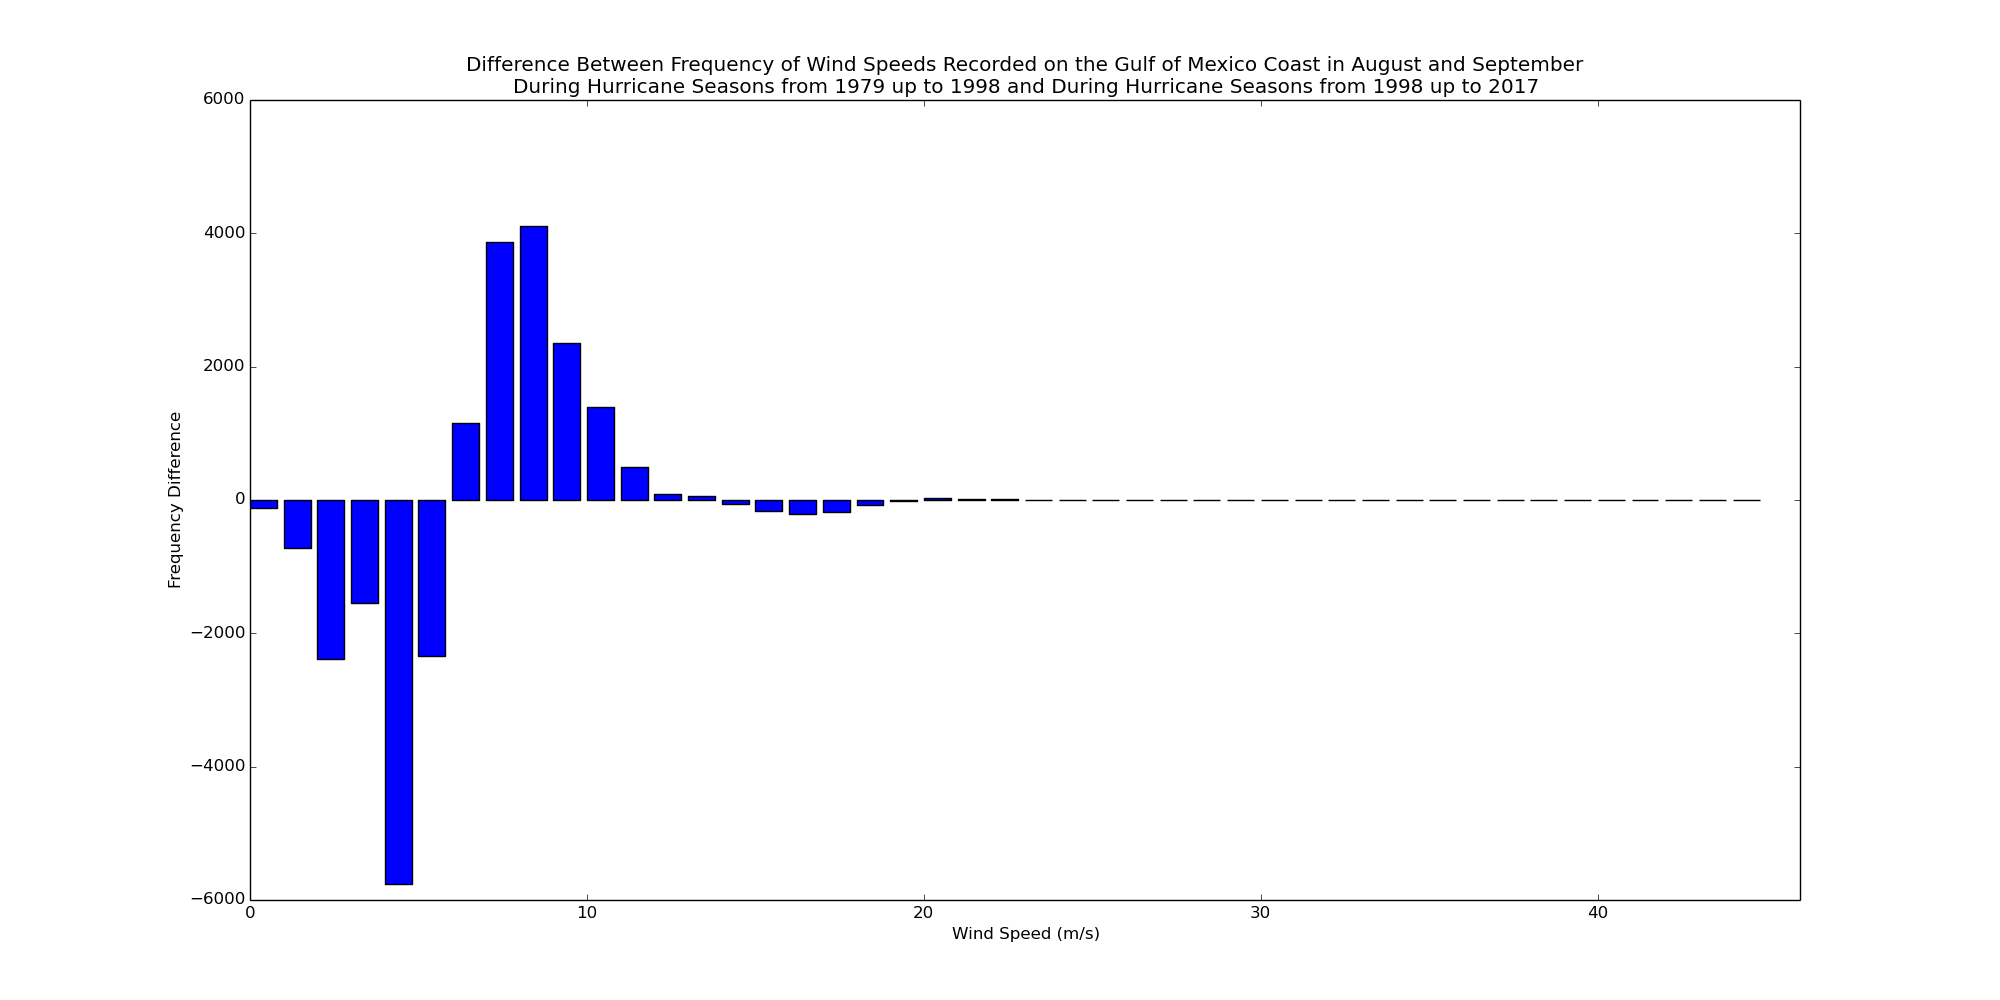 Difference Between Frequency of Wind Speeds Recorded on the Gulf of Mexico Coast in August and September
During Hurricane Seasons from 1979 up to 1998 and During Hurricane Seasons from 1998 up to 2017
6000
4000
2000
0
−2000
−4000
−6000
Frequency Difference
0 10 20 30 40
Wind Speed (m/s)